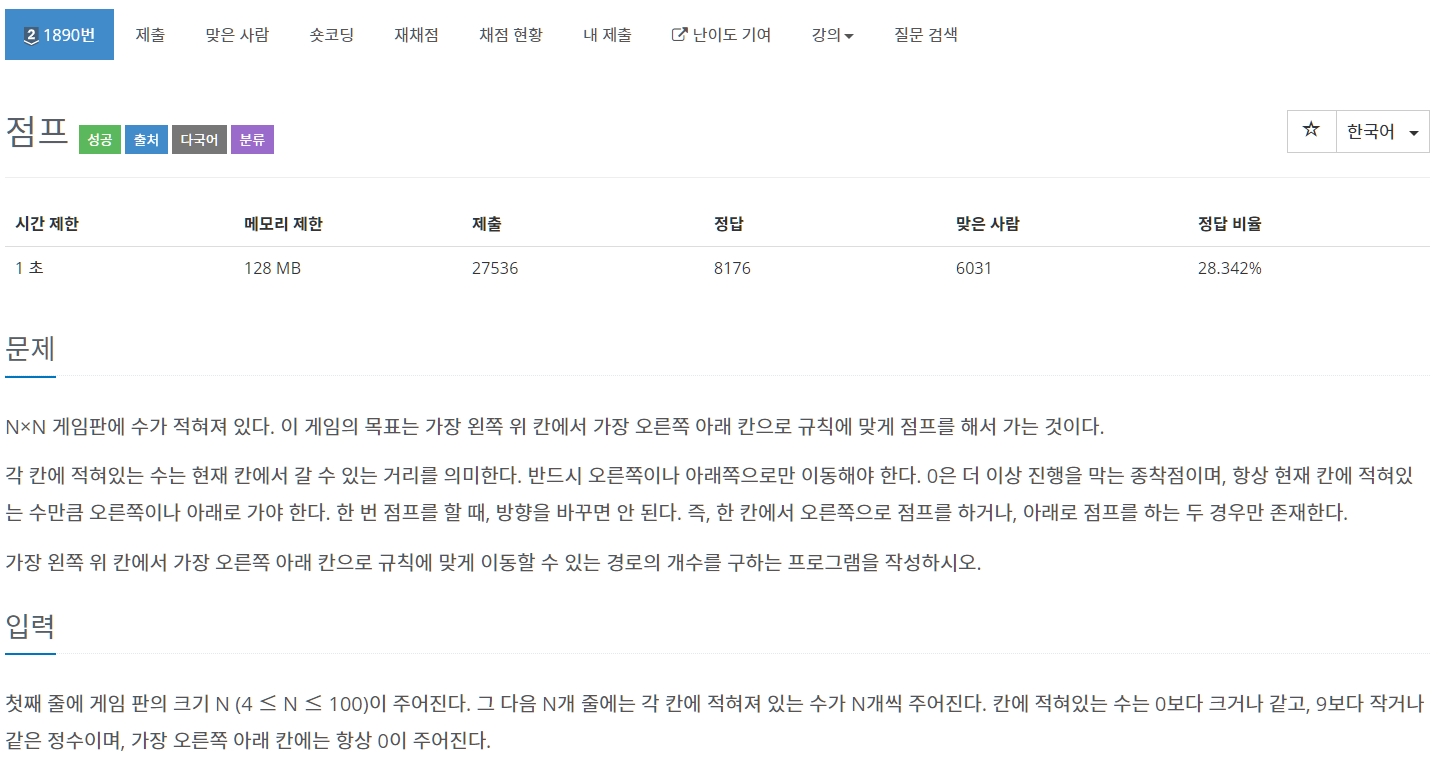 2 1890번 제출 맞은 사람 숏코딩 재채점 채점 현황 내 제출 난이도 기여 강의 질문 검색
점프 성공 출처 다국어 분류 한국어
시간 제한 메모리 제한 제출 정답 맞은 사람 정답 비율
1 초 128 MB 27536 8176 6031 28.342%
문제
N×N 게임판에 수가 적혀져 있다. 이 게임의 목표는 가장 왼쪽 위 칸에서 가장 오른쪽 아래 칸으로 규칙에 맞게 점프를 해서 가는 것이다.
각 칸에 적혀있는 수는 현재 칸에서 갈 수 있는 거리를 의미한다. 반드시 오른쪽이나 아래쪽으로만 이동해야 한다. 0은 더 이상 진행을 막는 종착점이며, 항상 현재 칸에 적혀있
는 수만큼 오른쪽이나 아래로 가야 한다. 한 번 점프를 할 때, 방향을 바꾸면 안 된다. 즉, 한 칸에서 오른쪽으로 점프를 하거나, 아래로 점프를 하는 두 경우만 존재한다.
가장 왼쪽 위 칸에서 가장 오른쪽 아래 칸으로 규칙에 맞게 이동할 수 있는 경로의 개수를 구하는 프로그램을 작성하시오.
입력
첫째 줄에 게임 판의 크기 N (4 ≤ N ≤ 100)이 주어진다. 그 다음 N개 줄에는 각 칸에 적혀져 있는 수가 N개씩 주어진다. 칸에 적혀있는 수는 0보다 크거나 같고, 9보다 작거나
같은 정수이며, 가장 오른쪽 아래 칸에는 항상 0이 주어진다.